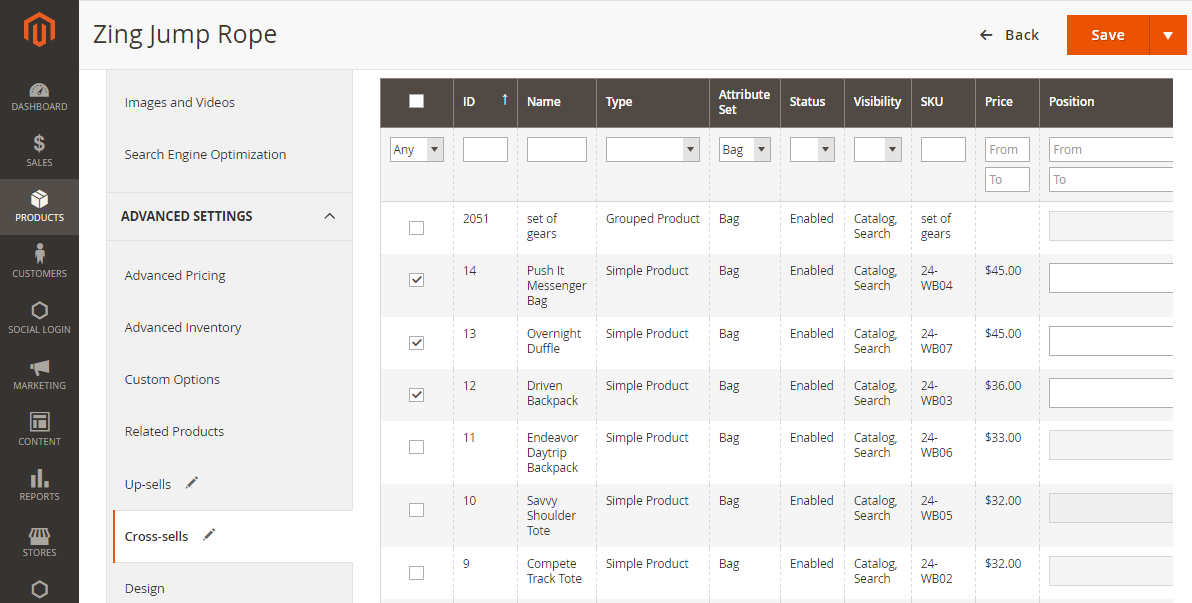 Zing Jump Rope
Back
Save
DASHBOARD
SALES
PRODUCTS
CUSTOMERS
SOCIAL LOGIN
MARKETING
CONTENT
REPORTS
STORES
Images and Videos
Search Engine Optimization
ADVANCED SETTINGS
Advanced Pricing
Advanced Inventory
Custom Options
Related Products
Up-sells
Cross-sells
Design
ID ↑ Name Type Attribute Set Status Visibility SKU Price Position
Any Bag From From
To To
2051 set of gears Grouped Product Bag Enabled Catalog, Search set of gears
14 Push It Messenger Bag Simple Product Bag Enabled Catalog, Search 24-WB04 $45.00
13 Overnight Duffle Simple Product Bag Enabled Catalog, Search 24-WB07 $45.00
12 Driven Backpack Simple Product Bag Enabled Catalog, Search 24-WB03 $36.00
11 Endeavor Daytrip Backpack Simple Product Bag Enabled Catalog, Search 24-WB06 $33.00
10 Savvy Shoulder Tote Simple Product Bag Enabled Catalog, Search 24-WB05 $32.00
9 Compete Track Tote Simple Product Bag Enabled Catalog, Search 24-WB02 $32.00